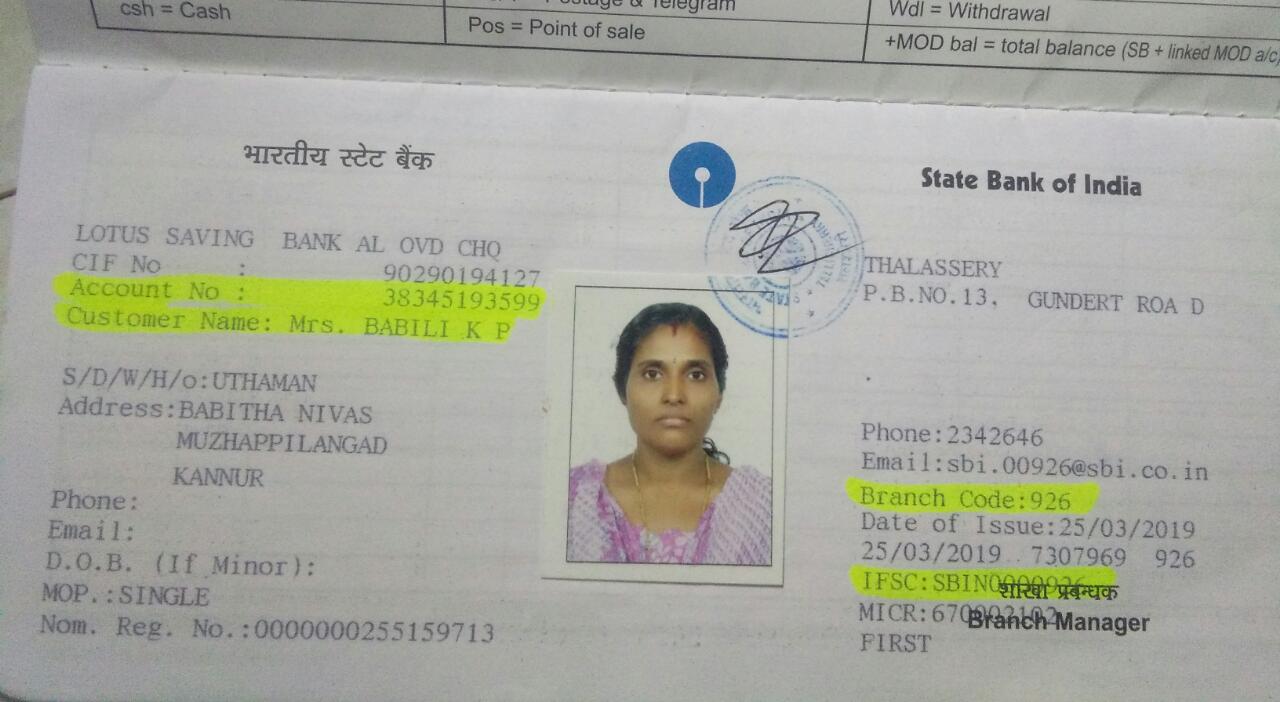 csh = Cash
Postage & Telegram
Wdl = Withdrawal
Pos = Point of sale
+MOD bal = total balance (SB + linked MOD a/c)
भारतीय स्टेट बैंक
State Bank of India
LOTUS SAVING BANK AL OVD CHQ
CIF No : 90290194127
Account No : 38345193599
Customer Name: Mrs. BABILI K P
S/D/W/H/o:UTHAMAN
Address:BABITHA NIVAS
MUZHAPPILANGAD
KANNUR
Phone:
Email:
D.O.B. (If Minor):
MOP.:SINGLE
Nom. Reg. No.:0000000255159713
THALASSERY
P.B.NO.13, GUNDERT ROA D
Phone:2342646
Email:sbi.00926@sbi.co.in
Branch Code:926
Date of Issue:25/03/2019
25/03/2019 7307969 926
IFSC:SBIN0000926
शाखा प्रबन्धक
MICR:670002102
Branch Manager
FIRST